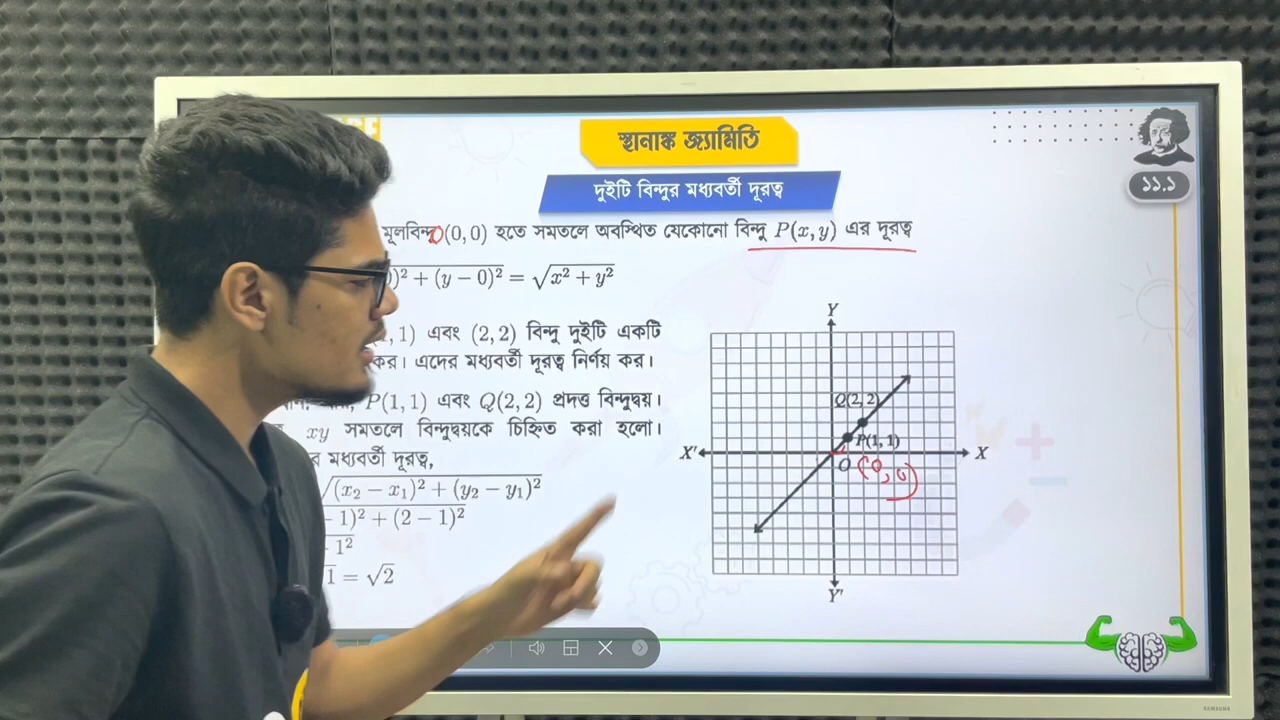 স্থানাঙ্ক জ্যামিতি
১১.১
দুইটি বিন্দুর মধ্যবর্তী দূরত্ব
মূলবিন্দু O(0, 0) হতে সমতলে অবস্থিত যেকোনো বিন্দু P(x, y) এর দূরত্ব
)² + (y − 0)² = √x² + y²
, 1) এবং (2, 2) বিন্দু দুইটি একটি
কর। এদের মধ্যবর্তী দূরত্ব নির্ণয় কর।
P(1, 1) এবং Q(2, 2) প্রদত্ত বিন্দুদ্বয়।
xy সমতলে বিন্দুদ্বয়কে চিহ্নিত করা হলো।
র মধ্যবর্তী দূরত্ব,
√(x₂ − x₁)² + (y₂ − y₁)²
− 1)² + (2 − 1)²
1²
1 = √2
Y
Q(2, 2)
P(1, 1)
X′
X
O (0, 0)
Y′
SAMSUNG